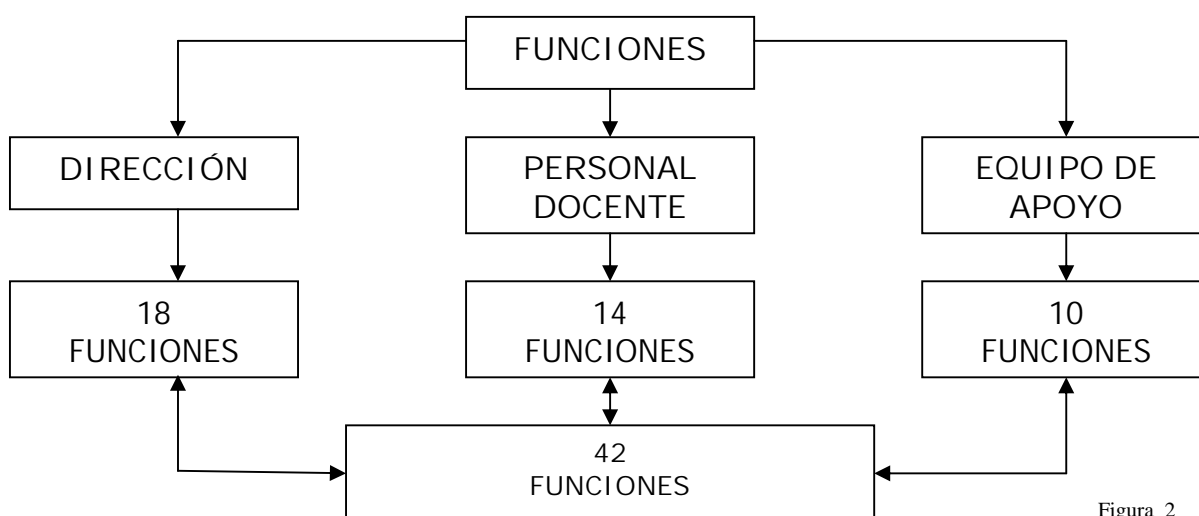 FUNCIONES
DIRECCIÓN
PERSONAL
DOCENTE
EQUIPO DE
APOYO
18
FUNCIONES
14
FUNCIONES
10
FUNCIONES
42
FUNCIONES
Figura 2